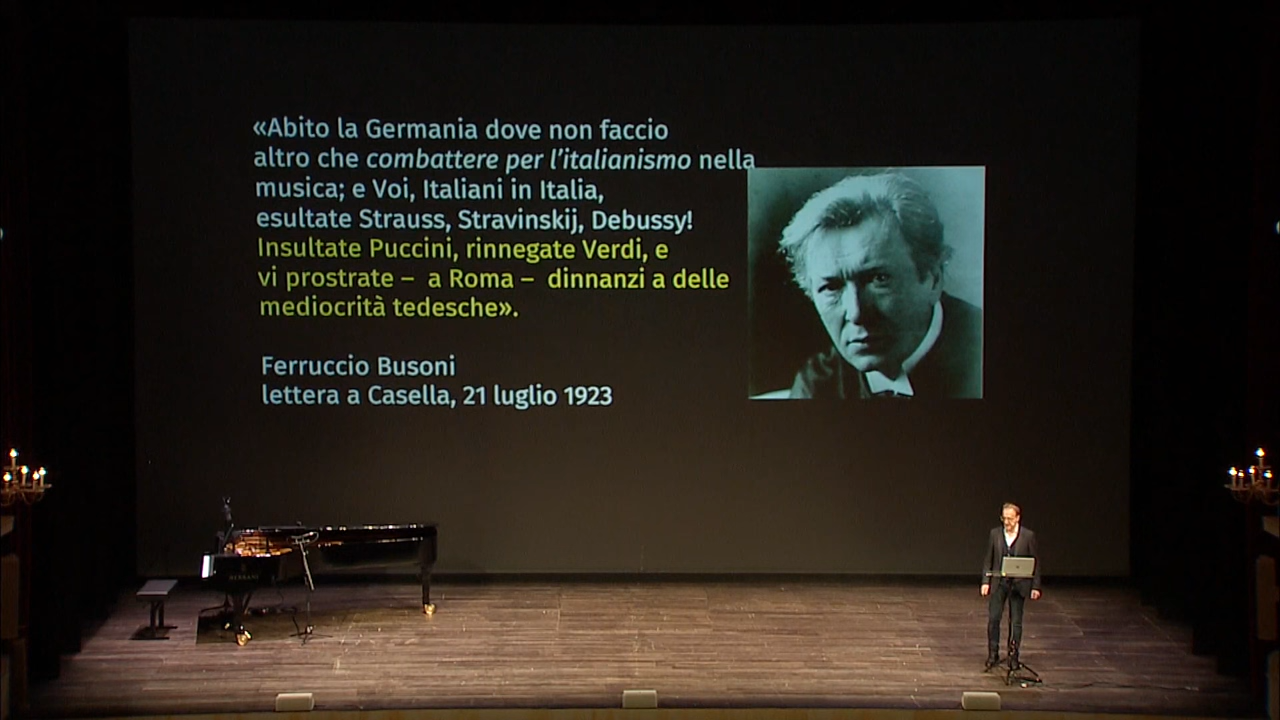 «Abito la Germania dove non faccio
altro che combattere per l'italianismo nella
musica; e Voi, Italiani in Italia,
esultate Strauss, Stravinskij, Debussy!
Insultate Puccini, rinnegate Verdi, e
vi prostrate – a Roma – dinnanzi a delle
mediocrità tedesche».
Ferruccio Busoni
lettera a Casella, 21 luglio 1923